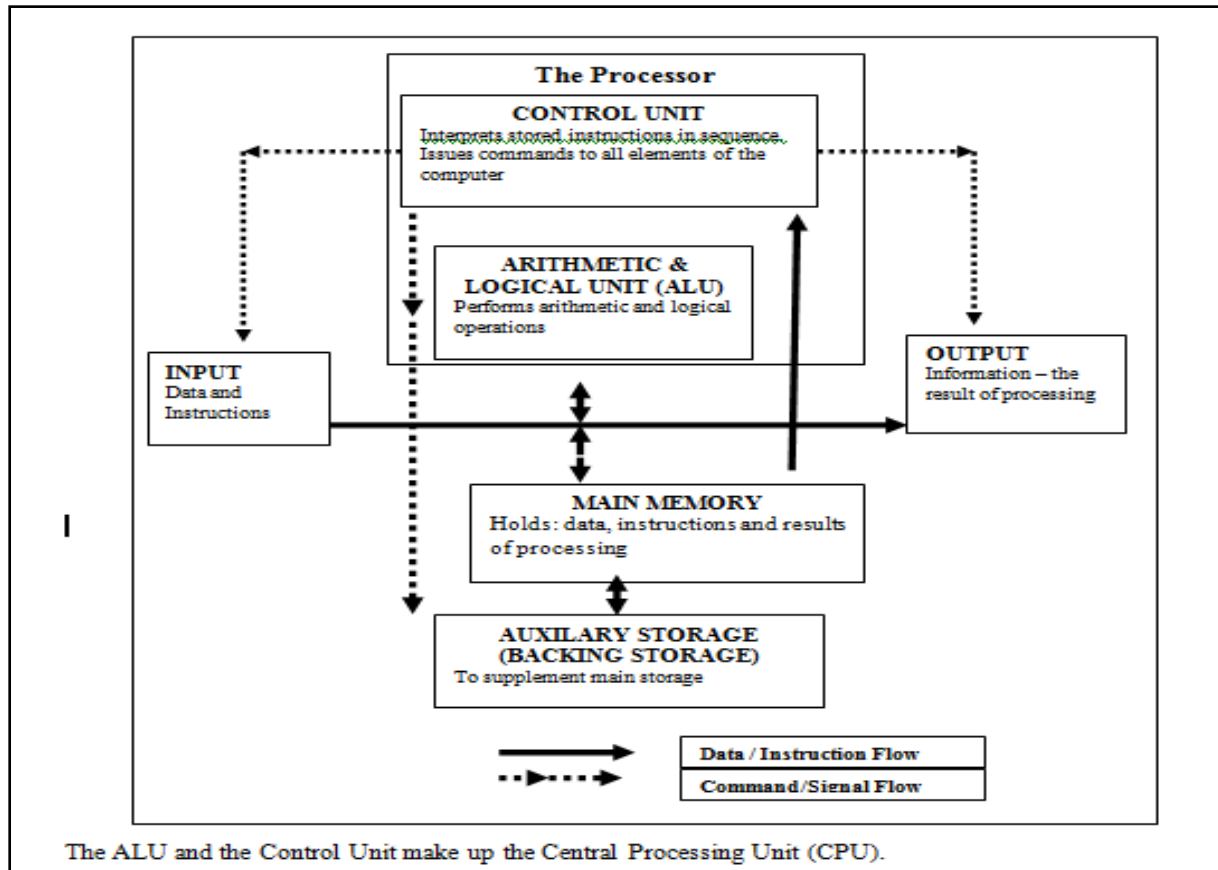 The Processor
CONTROL UNIT
Interprets stored instructions in sequence.
Issues commands to all elements of the
computer
ARITHMETIC &
LOGICAL UNIT (ALU)
Performs arithmetic and logical
operations
INPUT
Data and
Instructions
OUTPUT
Information – the
result of processing
MAIN MEMORY
Holds: data, instructions and results
of processing
AUXILARY STORAGE
(BACKING STORAGE)
To supplement main storage
Data / Instruction Flow
Command/Signal Flow
The ALU and the Control Unit make up the Central Processing Unit (CPU).